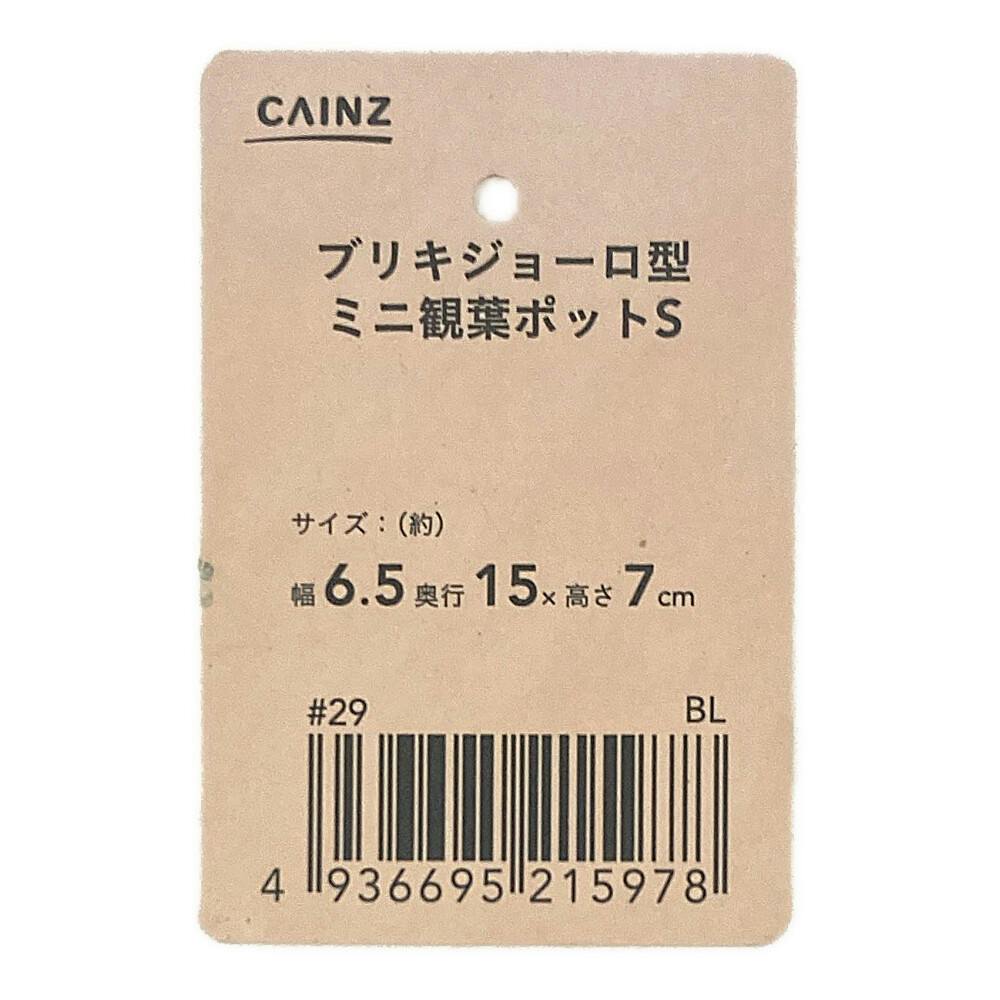 CAINZ
ブリキジョーロ型
ミニ観葉ポットS
サイズ：(約)
幅6.5奥行15×高さ7cm
#29 BL
4 936695 215978